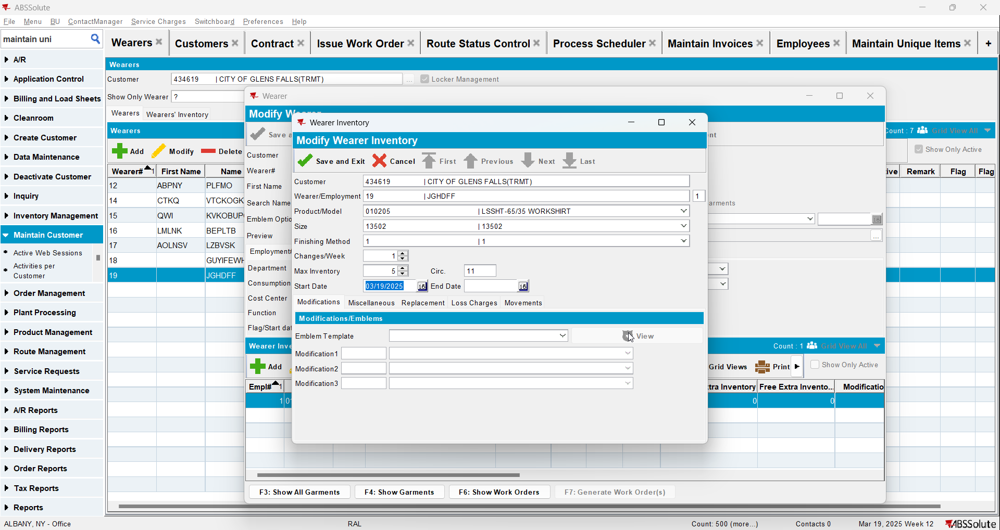 ABSSolute
File Menu BU ContactManager Service Charges Switchboard Preferences Help
maintain uni
Wearers Customers Contract Issue Work Order Route Status Control Process Scheduler Maintain Invoices Employees Maintain Unique Items +
A/R
Application Control
Billing and Load Sheets
Cleanroom
Create Customer
Data Maintenance
Deactivate Customer
Inquiry
Inventory Management
Maintain Customer
Active Web Sessions
Activities per
Customer
Order Management
Plant Processing
Product Management
Route Management
Service Requests
System Maintenance
A/R Reports
Billing Reports
Delivery Reports
Order Reports
Tax Reports
Reports
Wearers
Customer 434619 | CITY OF GLENS FALLS(TRMT) ... Locker Management
Show Only Wearer ?
Wearers Wearers' Inventory
Wearers
Count : 7 Grid View All
Add Modify Delete
Show Only Active
Wearer# 1 First Name Name
ive Remark Flag Flag
12 ABPNY PLFMO
14 CTKQ VTCKOGK
15 QWI KVKOBUP
16 LMLNK BEPLTB
17 AOLNSV LZBVSK
18 GUYIFEWH
19 JGHDFF
Wearer
Modify Wearer
Save a
nt
Customer
Wearer#
First Name
Search Name
arments
Emblem Optio
16
Preview
...
Employment#
Department
Consumption
Cost Center
Function
Flag/Start dat
Wearer Inve
Count : 1 Grid View All
Add
Grid Views Print Show Only Active
Empl# 1
tra Inventory Free Extra Invento... Modificatio
1 01
0 0
F3: Show All Garments F4: Show Garments F6: Show Work Orders F7: Generate Work Order(s)
Wearer Inventory
Modify Wearer Inventory
Save and Exit Cancel First Previous Next Last
Customer 434619 | CITY OF GLENS FALLS(TRMT)
Wearer/Employment 19 | JGHDFF 1
Product/Model 010205 | LSSHT-65/35 WORKSHIRT
Size 13502 | 13502
Finishing Method 1 | 1
Changes/Week 1
Max Inventory 5 Circ. 11
Start Date 03/19/2025 16 End Date 16
Modifications Miscellaneous Replacement Loss Charges Movements
Modifications/Emblems
Emblem Template View
Modification1
Modification2
Modification3
ALBANY, NY - Office RAL Count: 500 (more...) Contacts 0 Mar 19, 2025 Week 12 ABSSolute